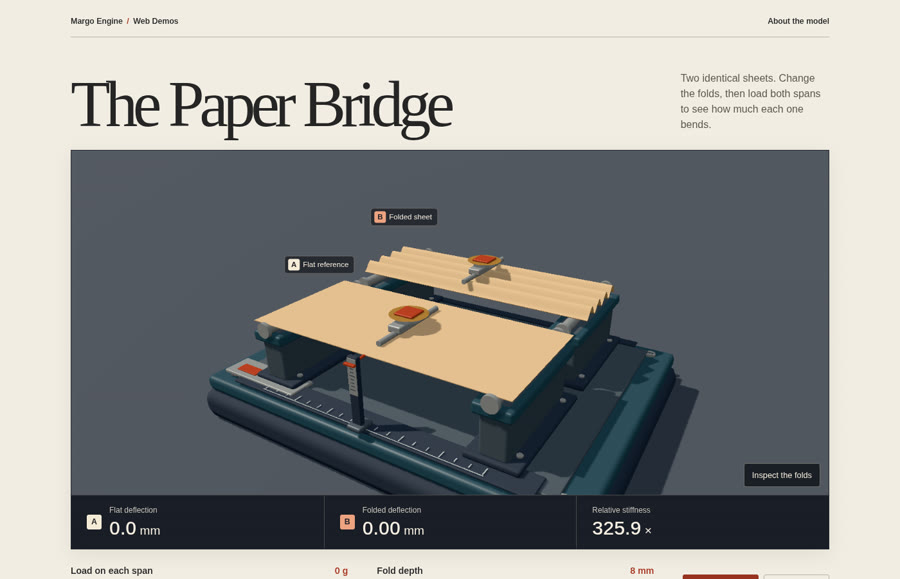 Margo Engine / Web Demos
About the model
The Paper Bridge
Two identical sheets. Change
the folds, then load both spans
to see how much each one
bends.
B Folded sheet
A Flat reference
Inspect the folds
A
Flat deflection
0.0 mm
B
Folded deflection
0.00 mm
Relative stiffness
325.9 ×
Load on each span
0 g
Fold depth
8 mm